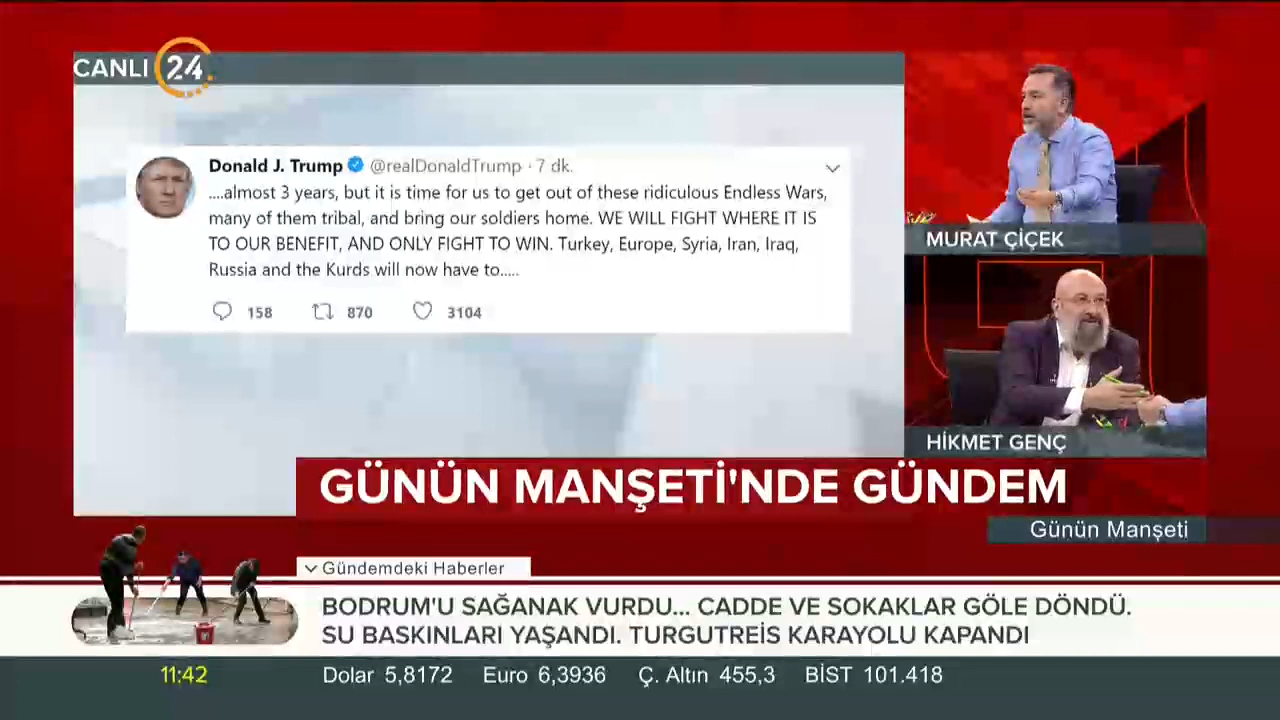 CANLI 24
Donald J. Trump @realDonaldTrump · 7 dk.
....almost 3 years, but it is time for us to get out of these ridiculous Endless Wars,
many of them tribal, and bring our soldiers home. WE WILL FIGHT WHERE IT IS
TO OUR BENEFIT, AND ONLY FIGHT TO WIN. Turkey, Europe, Syria, Iran, Iraq,
Russia and the Kurds will now have to.....
158 870 3104
MURAT ÇİÇEK
HİKMET GENÇ
GÜNÜN MANŞETİ'NDE GÜNDEM
Günün Manşeti
Gündemdeki Haberler
BODRUM'U SAĞANAK VURDU... CADDE VE SOKAKLAR GÖLE DÖNDÜ.
SU BASKINLARI YAŞANDI. TURGUTREİS KARAYOLU KAPANDI
11:42 Dolar 5,8172 Euro 6,3936 Ç. Altın 455,3 BİST 101.418